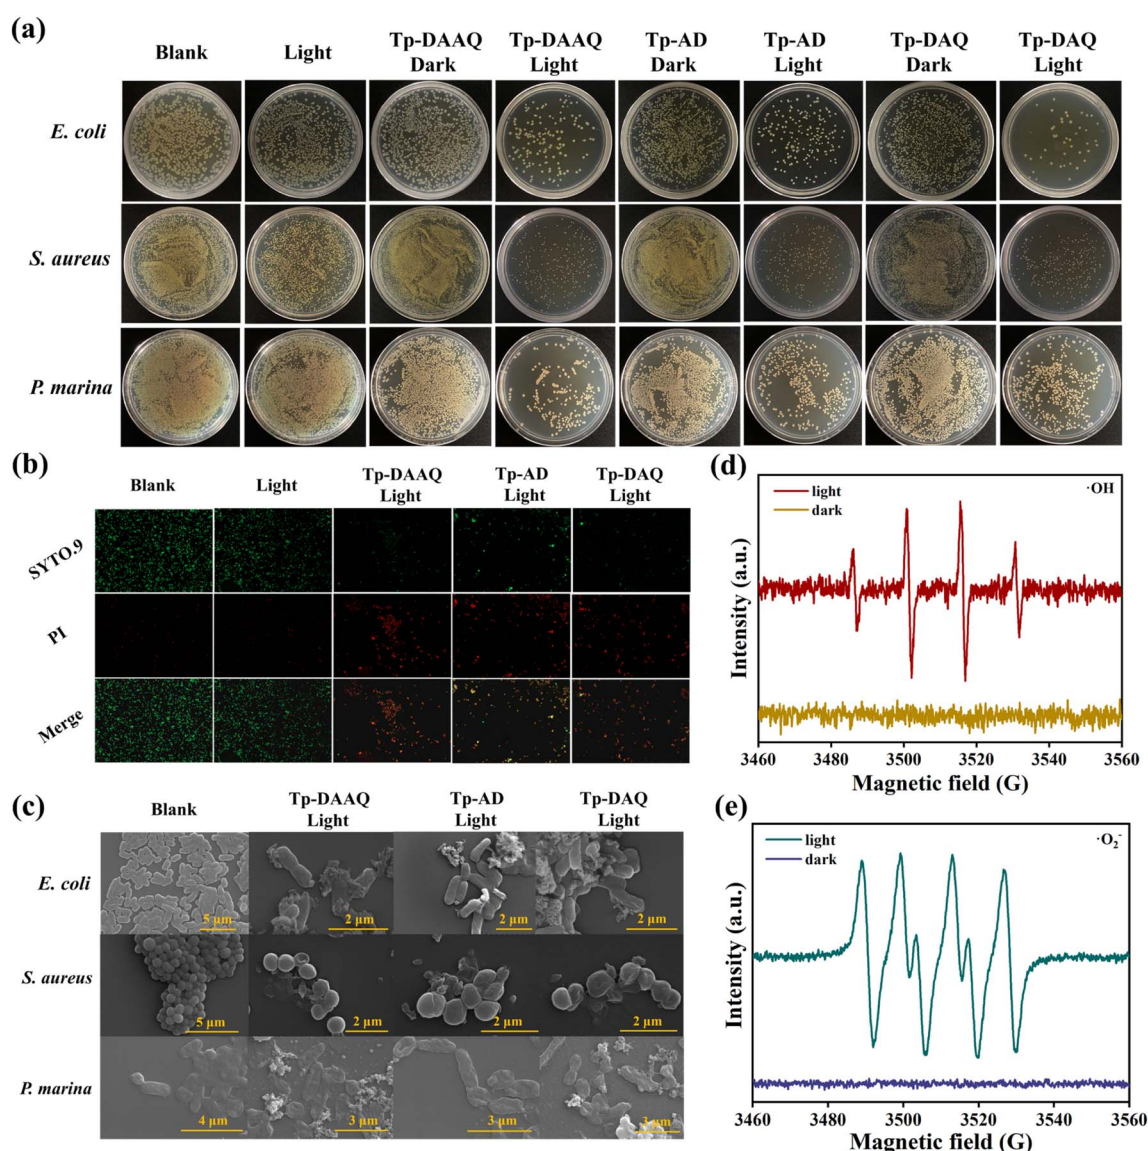 (a)
Blank Light Tp-DAAQ Dark Tp-DAAQ Light Tp-AD Dark Tp-AD Light Tp-DAQ Dark Tp-DAQ Light
E. coli
S. aureus
P. marina
(b)
Blank Light Tp-DAAQ Light Tp-AD Light Tp-DAQ Light
SYTO.9
PI
Merge
(c)
Blank Tp-DAAQ Light Tp-AD Light Tp-DAQ Light
E. coli
5 μm 2 μm 2 μm 2 μm
S. aureus
5 μm 2 μm 2 μm 2 μm
P. marina
4 μm 3 μm 3 μm 3 μm
(d)
light
dark
·OH
Intensity (a.u.)
3460 3480 3500 3520 3540 3560
Magnetic field (G)
(e)
light
dark
·O₂⁻
Intensity (a.u.)
3460 3480 3500 3520 3540 3560
Magnetic field (G)